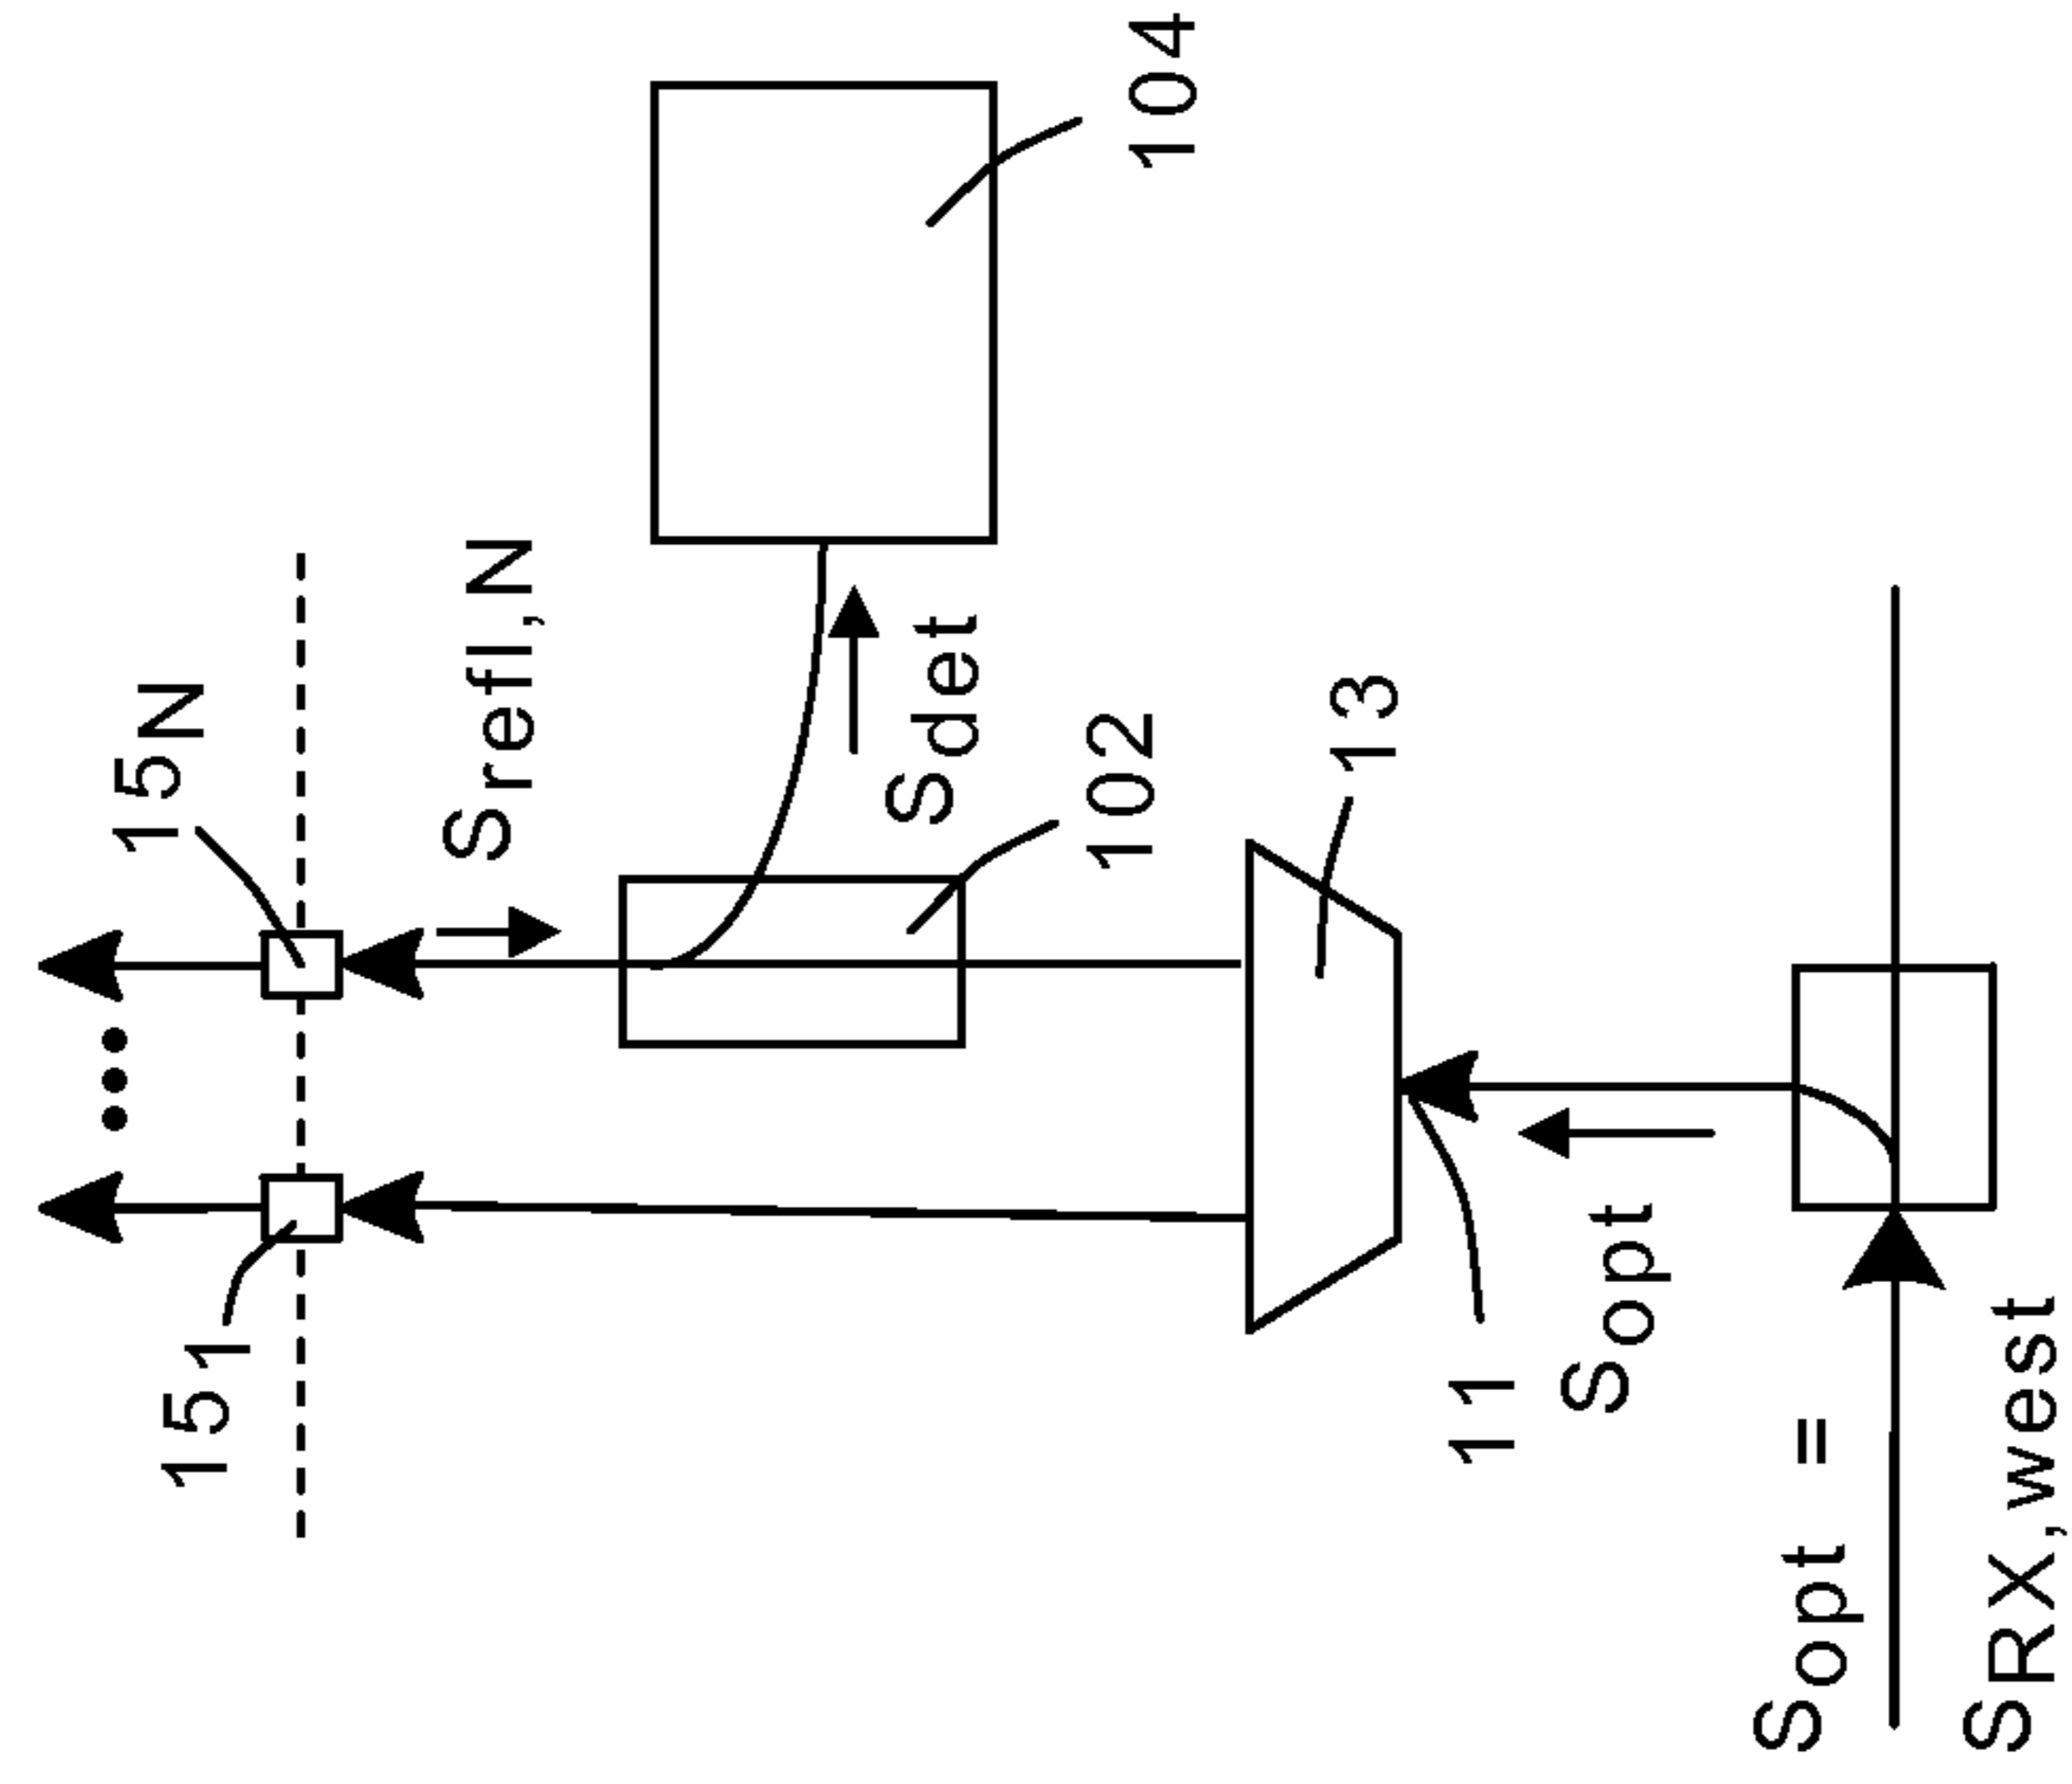 151
15N
Srefl,N
Sdet
102
104
13
11
Sopt
Sopt =
SRX,west